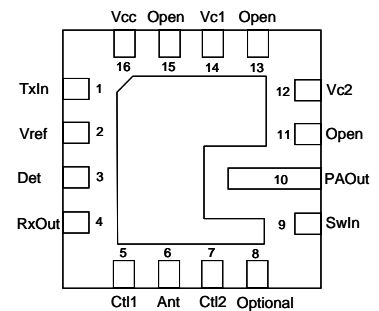 Vcc Open Vc1 Open
16 15 14 13
TxIn 1
12 Vc2
Vref 2
11 Open
Det 3
10 PAOut
RxOut 4
9 SwIn
5 6 7 8
Ctl1 Ant Ctl2 Optional